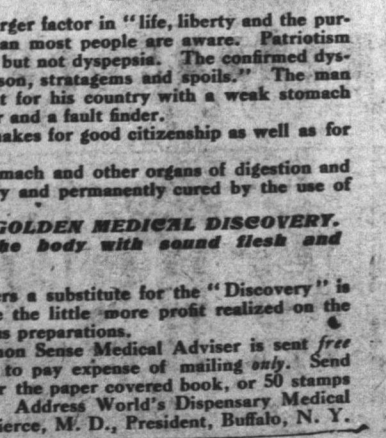 rger factor in "life, liberty and the pur-
an most people are aware. Patriotism
but not dyspepsia. The confirmed dys-
son, stratagems and spoils." The man
t for his country with a weak stomach
r and a fault finder.
akes for good citizenship as well as for
mach and other organs of digestion and
y and permanently cured by the use of
GOLDEN MEDICAL DISCOVERY.
he body with sound flesh and
ers a substitute for the "Discovery" is
e the little more profit realized on the
us preparations.
mon Sense Medical Adviser is sent free
to pay expense of mailing only. Send
r the paper covered book, or 50 stamps
Address World's Dispensary Medical
ierce, M. D., President, Buffalo, N. Y.